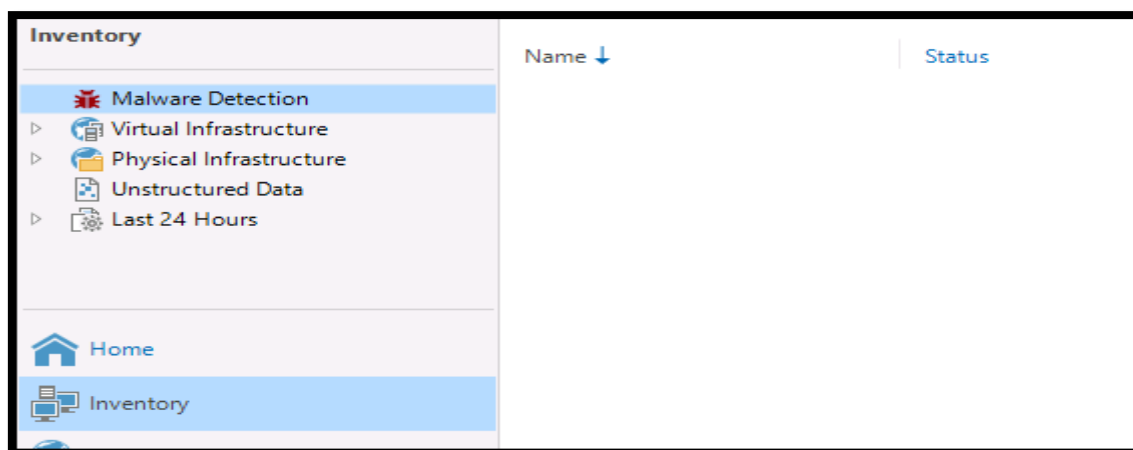 Inventory
Name
Status
Malware Detection
Virtual Infrastructure
Physical Infrastructure
Unstructured Data
Last 24 Hours
Home
Inventory